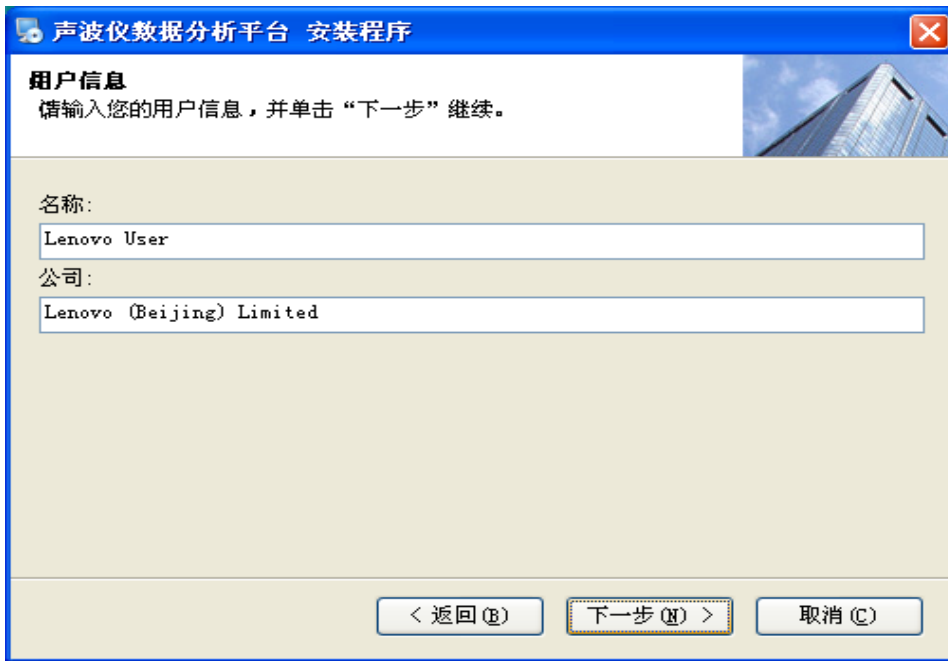 声波仪数据分析平台 安装程序
用户信息
请输入您的用户信息，并单击“下一步”继续。
名称:
Lenovo User
公司:
Lenovo (Beijing) Limited
< 返回(B)
下一步(N) >
取消(C)